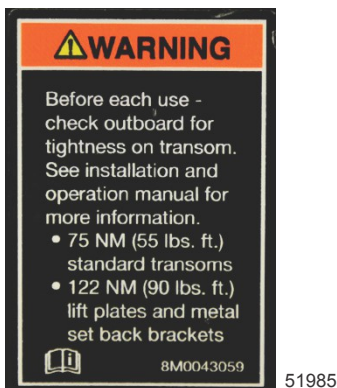 WARNING
Before each use -
check outboard for
tightness on transom.
See installation and
operation manual for
more information.
• 75 NM (55 lbs. ft.)
standard transoms
• 122 NM (90 lbs. ft.)
lift plates and metal
set back brackets
8M0043059
51985